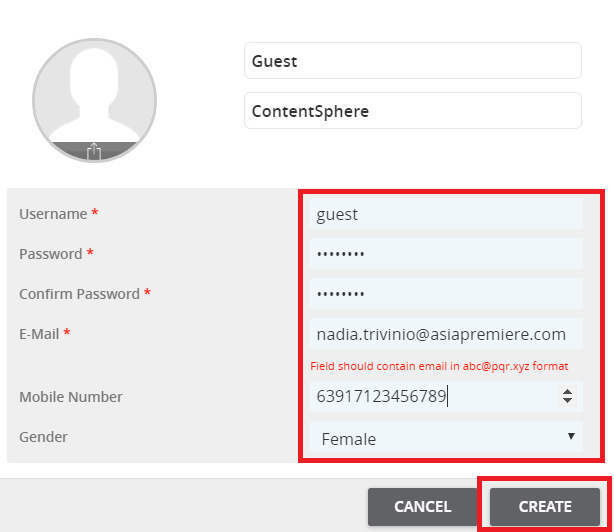 Guest
ContentSphere
Username * guest
Password * ••••••••
Confirm Password * ••••••••
E-Mail * nadia.trivinio@asiapremiere.com
Field should contain email in abc@pqr.xyz format
Mobile Number 63917123456789
Gender Female
CANCEL CREATE